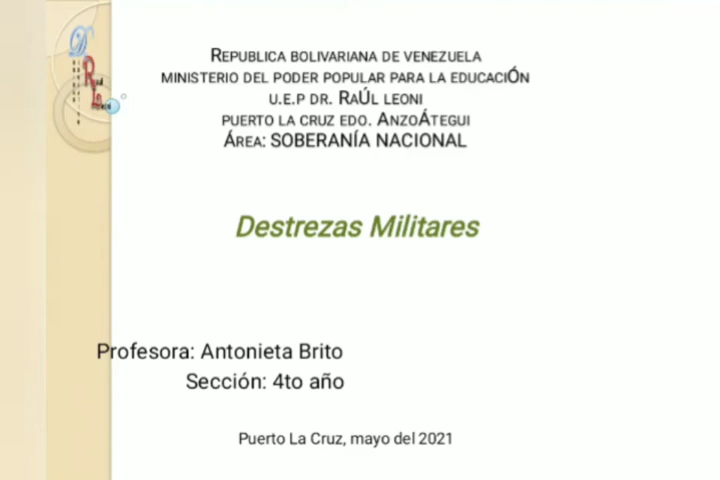 REPUBLICA BOLIVARIANA DE VENEZUELA
MINISTERIO DEL PODER POPULAR PARA LA EDUCACIÓN
U.E.P DR. RAÚL LEONI
PUERTO LA CRUZ EDO. ANZOÁTEGUI
ÁREA: SOBERANÍA NACIONAL
Destrezas Militares
Profesora: Antonieta Brito
Sección: 4to año
Puerto La Cruz, mayo del 2021